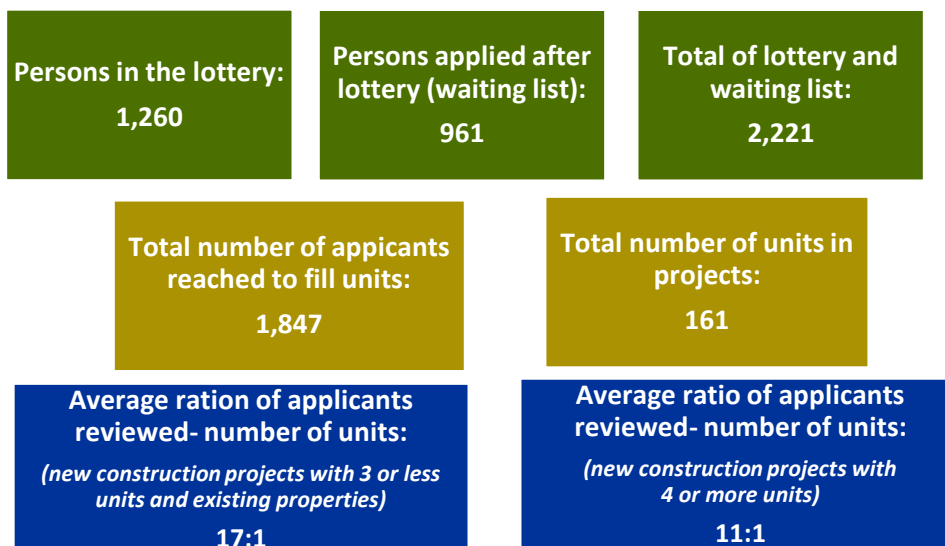 Persons in the lottery:
1,260
Persons applied after
lottery (waiting list):
961
Total of lottery and
waiting list:
2,221
Total number of appicants
reached to fill units:
1,847
Total number of units in
projects:
161
Average ration of applicants
reviewed- number of units:
(new construction projects with 3 or less
units and existing properties)
17:1
Average ratio of applicants
reviewed- number of units:
(new construction projects with
4 or more units)
11:1